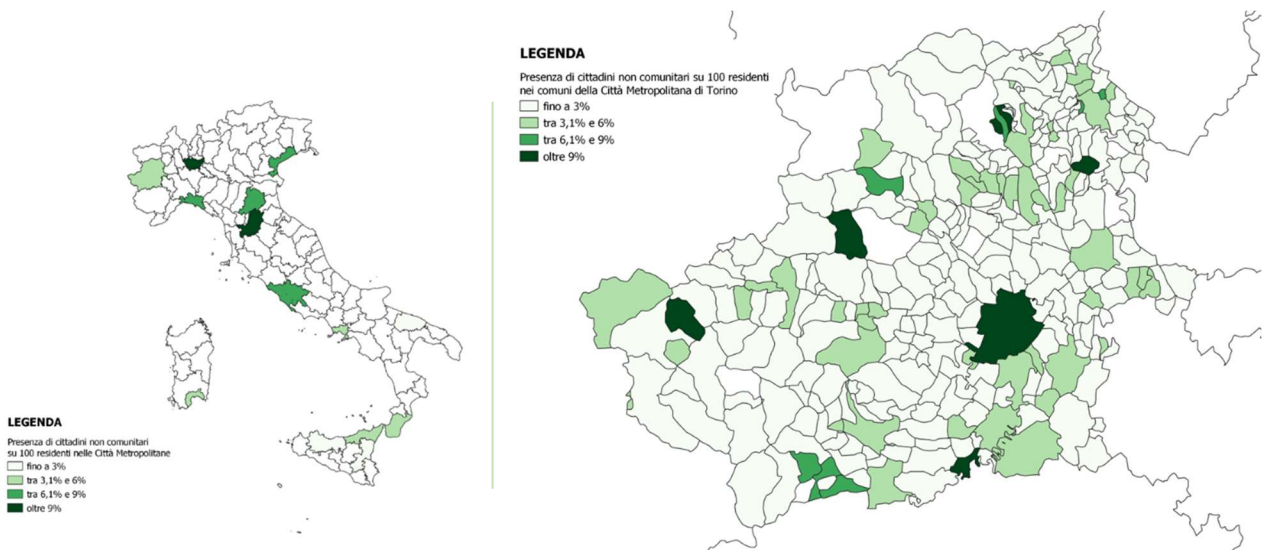 LEGENDA
Presenza di cittadini non comunitari
su 100 residenti nelle Città Metropolitane
fino a 3%
tra 3,1% e 6%
tra 6,1% e 9%
oltre 9%
LEGENDA
Presenza di cittadini non comunitari su 100 residenti
nei comuni della Città Metropolitana di Torino
fino a 3%
tra 3,1% e 6%
tra 6,1% e 9%
oltre 9%